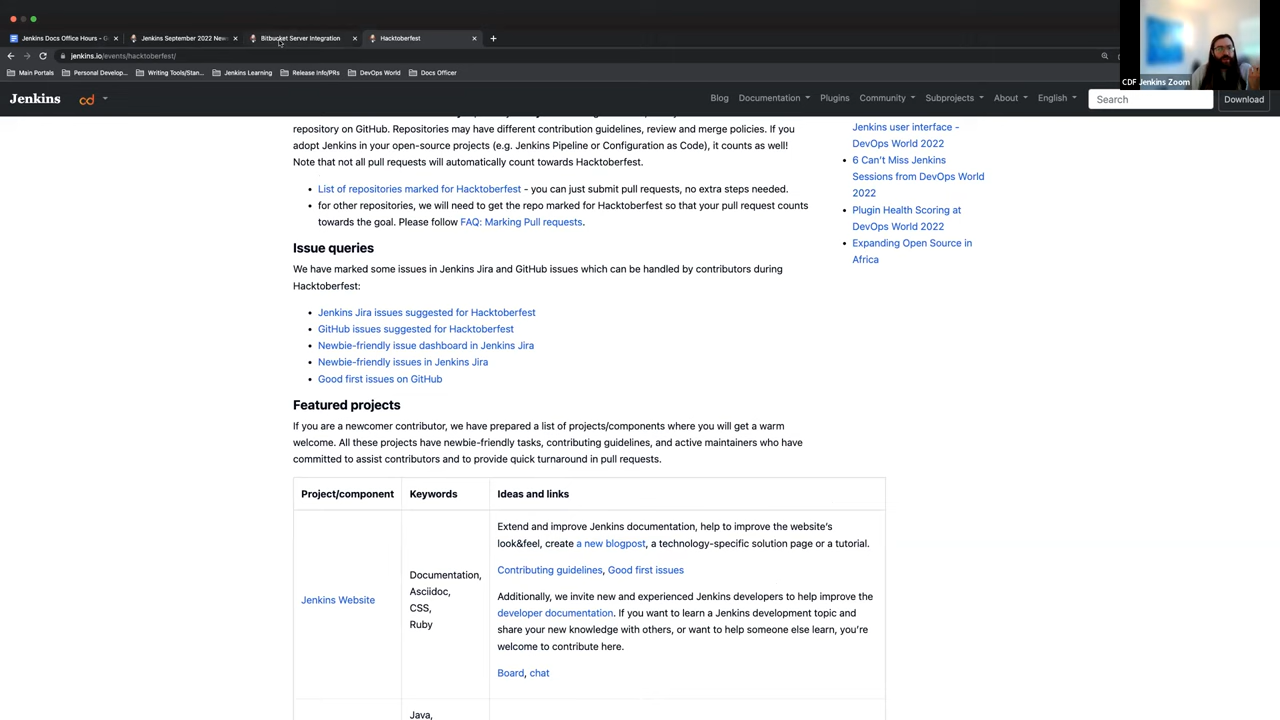 Jenkins Docs Office Hours - G
Jenkins September 2022 New
Bitbucket Server Integration
Hacktoberfest
jenkins.io/events/hacktoberfest/
Main Portals
Personal Develop...
Writing Tools/Stan...
Jenkins Learning
Release Info/PRs
DevOps World
Docs Officer
CDF Jenkins Zoom
Jenkins
cd
Blog
Documentation
Plugins
Community
Subprojects
About
English
Search
Download
repository on GitHub. Repositories may have different contribution guidelines, review and merge policies. If you
adopt Jenkins in your open-source projects (e.g. Jenkins Pipeline or Configuration as Code), it counts as well!
Note that not all pull requests will automatically count towards Hacktoberfest.
• List of repositories marked for Hacktoberfest - you can just submit pull requests, no extra steps needed.
• for other repositories, we will need to get the repo marked for Hacktoberfest so that your pull request counts
towards the goal. Please follow FAQ: Marking Pull requests.
Issue queries
We have marked some issues in Jenkins Jira and GitHub issues which can be handled by contributors during
Hacktoberfest:
• Jenkins Jira issues suggested for Hacktoberfest
• GitHub issues suggested for Hacktoberfest
• Newbie-friendly issue dashboard in Jenkins Jira
• Newbie-friendly issues in Jenkins Jira
• Good first issues on GitHub
Featured projects
If you are a newcomer contributor, we have prepared a list of projects/components where you will get a warm
welcome. All these projects have newbie-friendly tasks, contributing guidelines, and active maintainers who have
committed to assist contributors and to provide quick turnaround in pull requests.
Project/component
Keywords
Ideas and links
Jenkins Website
Documentation,
Asciidoc,
CSS,
Ruby
Extend and improve Jenkins documentation, help to improve the website's
look&feel, create a new blogpost, a technology-specific solution page or a tutorial.
Contributing guidelines, Good first issues
Additionally, we invite new and experienced Jenkins developers to help improve the
developer documentation. If you want to learn a Jenkins development topic and
share your new knowledge with others, or want to help someone else learn, you're
welcome to contribute here.
Board, chat
Java,
Jenkins user interface -
DevOps World 2022
• 6 Can't Miss Jenkins
Sessions from DevOps World
2022
• Plugin Health Scoring at
DevOps World 2022
• Expanding Open Source in
Africa